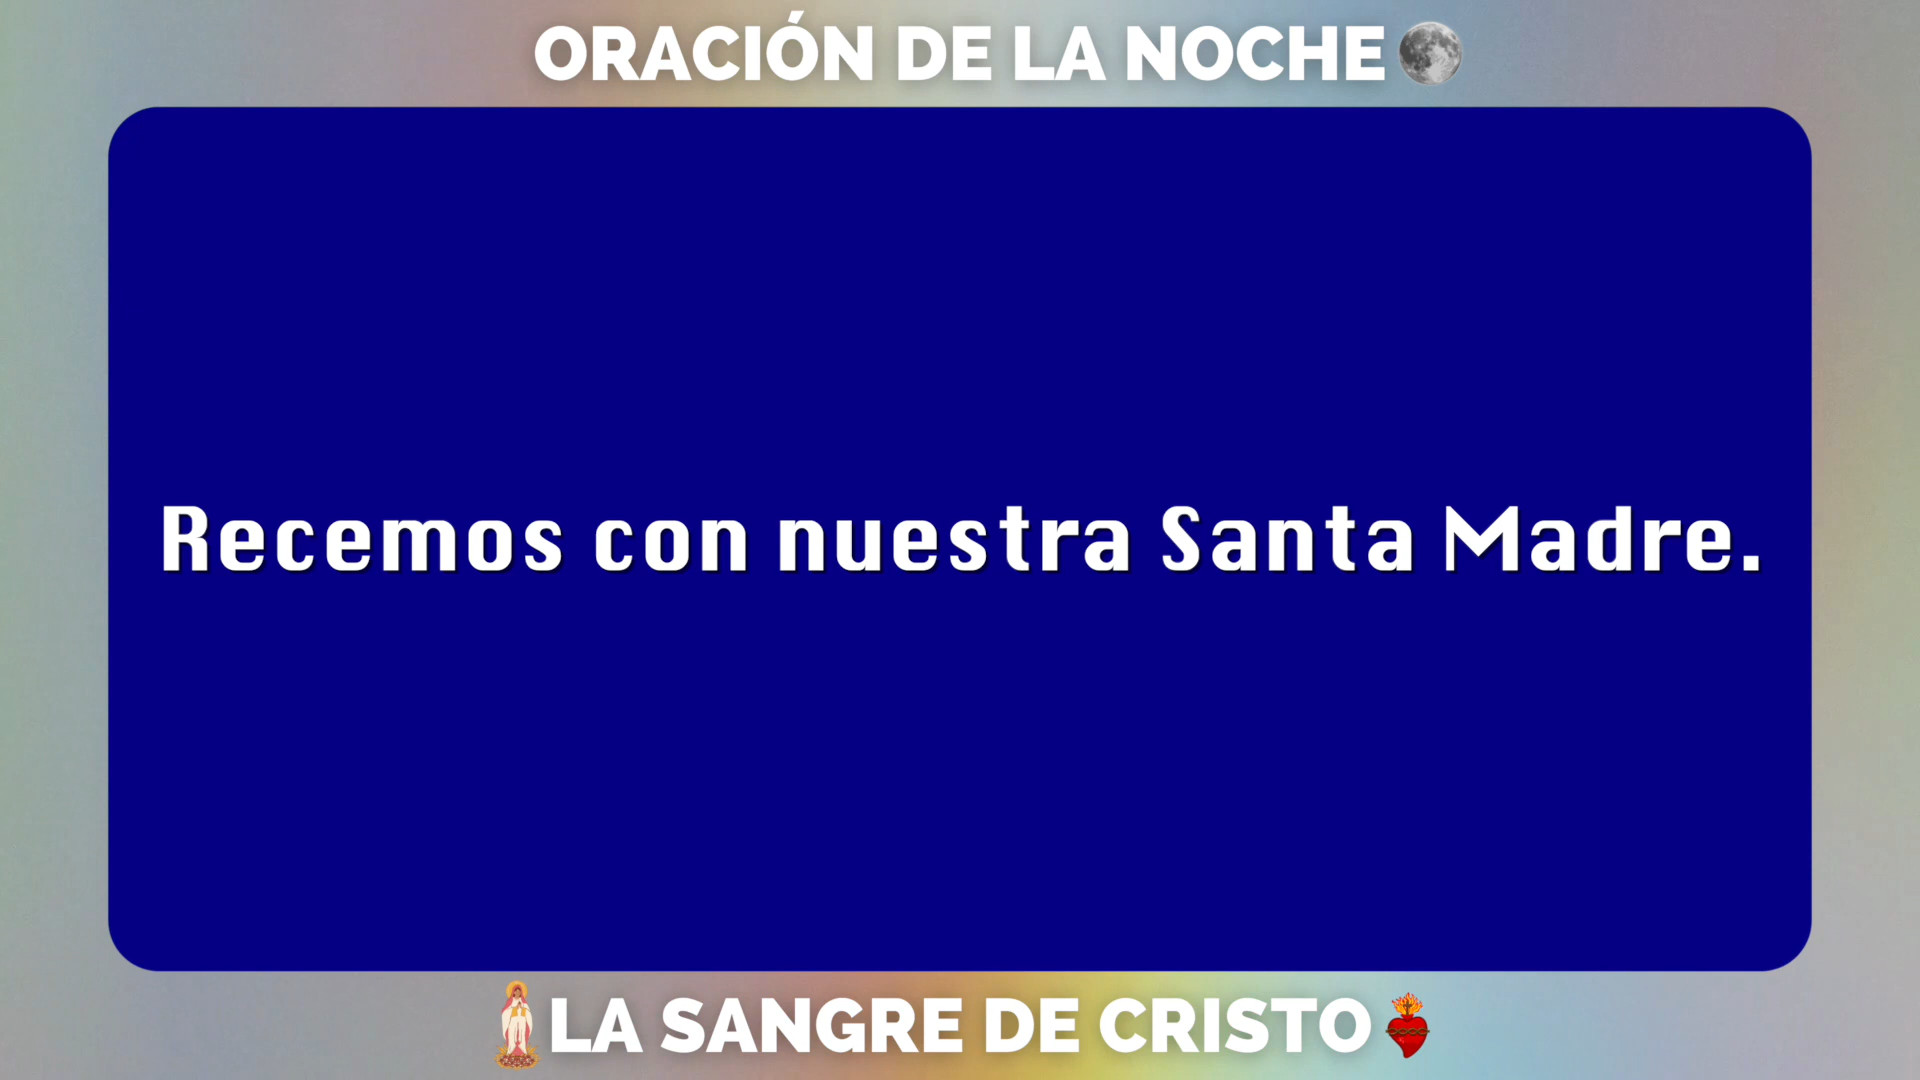 ORACIÓN DE LA NOCHE
Recemos con nuestra Santa Madre.
LA SANGRE DE CRISTO